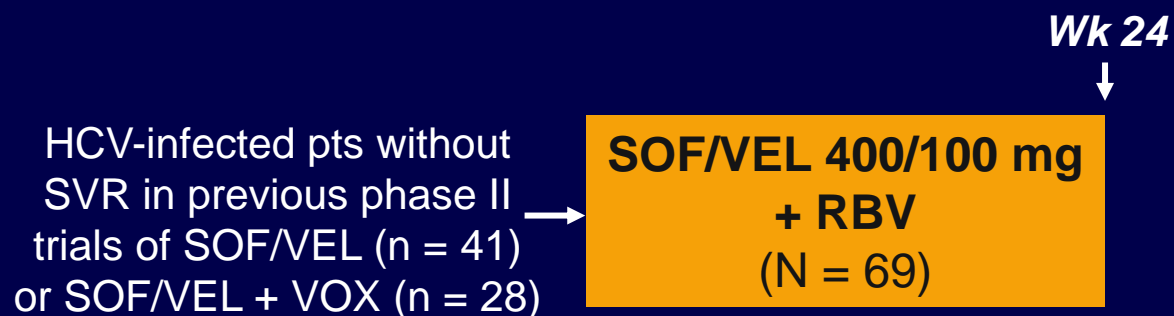 Wk 24
HCV-infected pts without
SVR in previous phase II
trials of SOF/VEL (n = 41)
or SOF/VEL + VOX (n = 28)
SOF/VEL 400/100 mg
+ RBV
(N = 69)